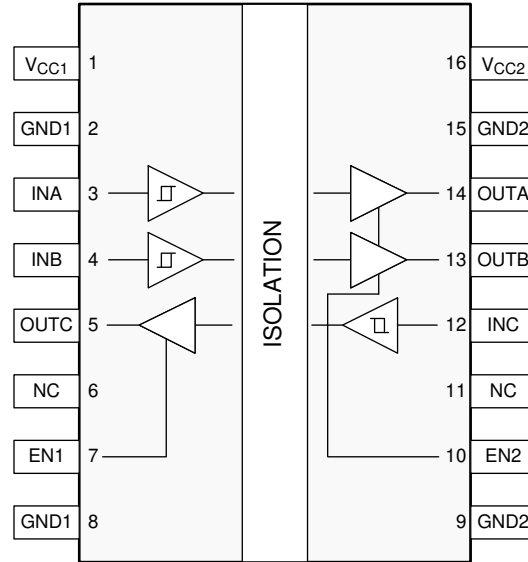 VCC1 1 16 VCC2
GND1 2 15 GND2
INA 3 14 OUTA
INB 4 13 OUTB
OUTC 5 12 INC
NC 6 11 NC
EN1 7 10 EN2
GND1 8 9 GND2
ISOLATION